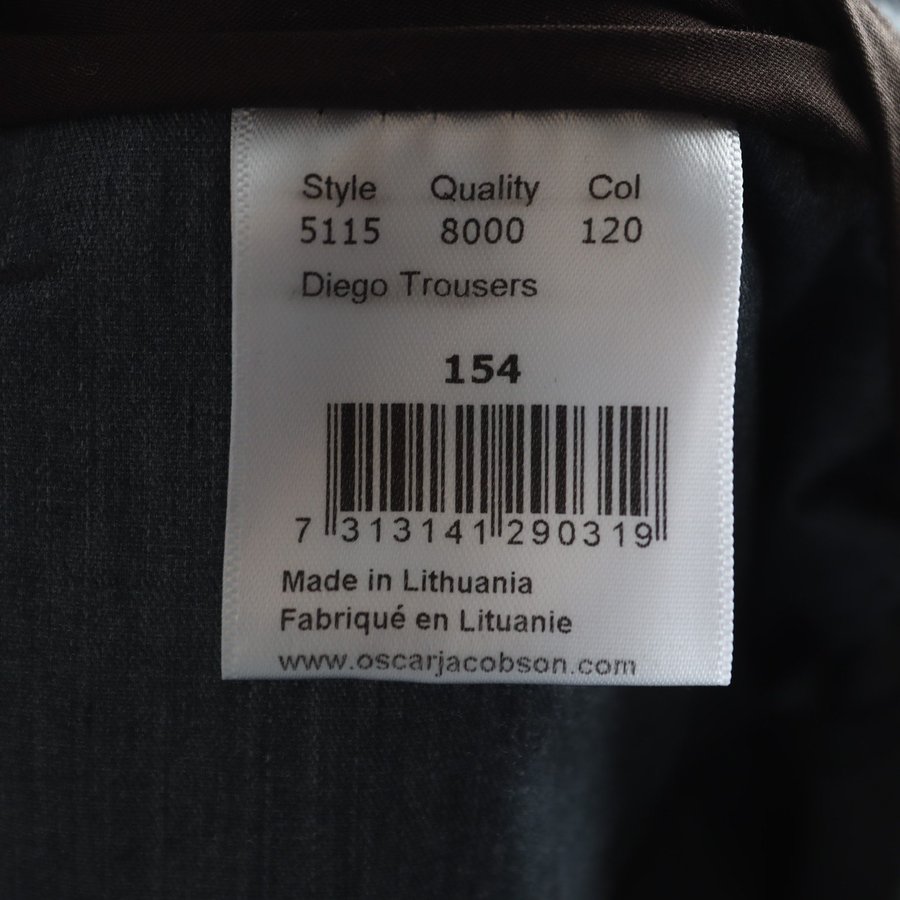 Style Quality Col
5115 8000 120
Diego Trousers
154
7 313141 290319
Made in Lithuania
Fabriqué en Lituanie
www.oscarjacobson.com